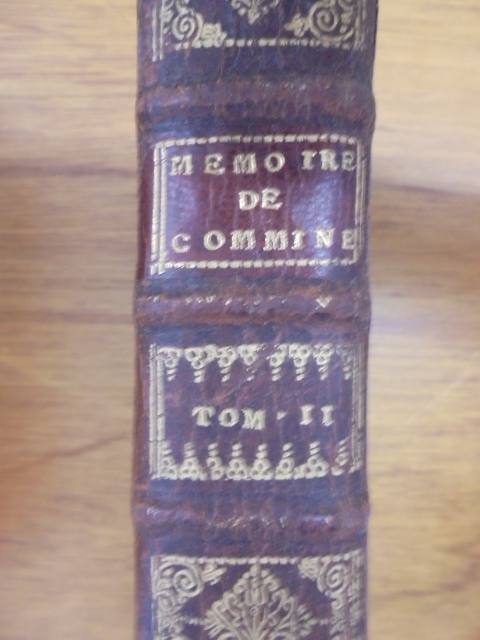 MEMOIRE
DE
COMMINE
TOM · II